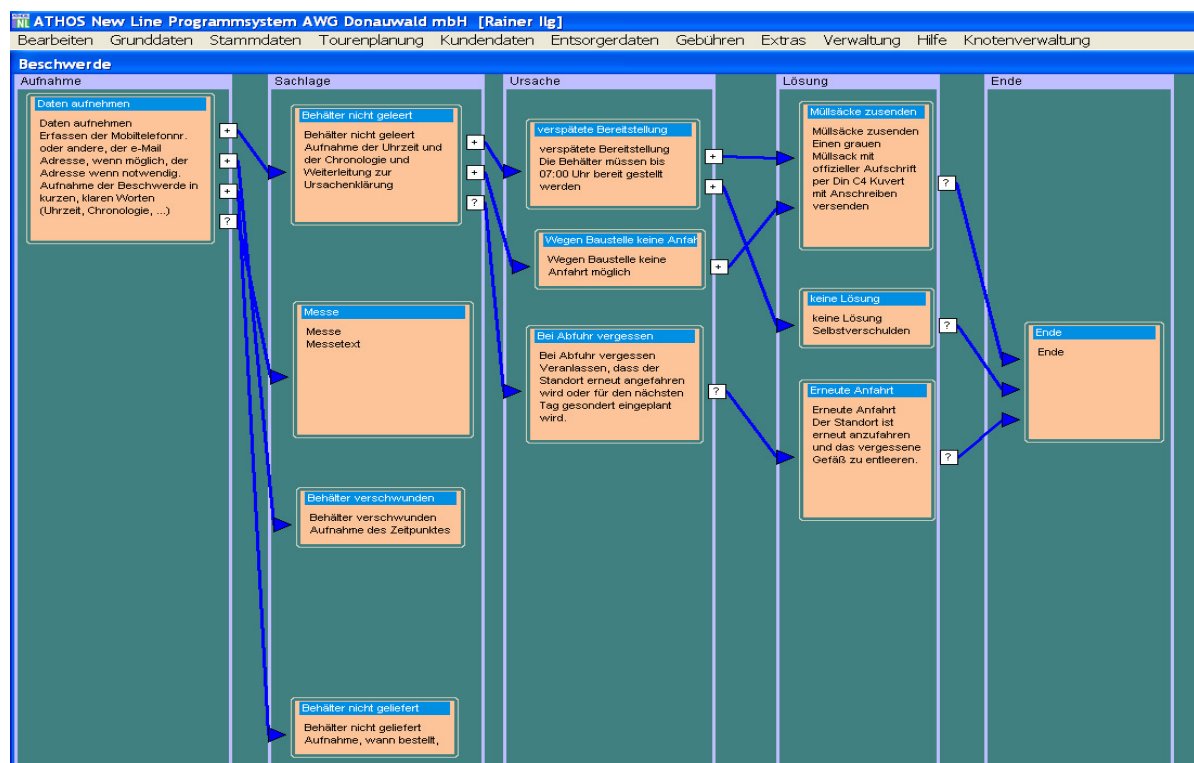 ATHOS New Line Programmsystem AWG Donauwald mbH [Rainer Ilg]
Bearbeiten Grunddaten Stammdaten Tourenplanung Kundendaten Entsorgerdaten Gebühren Extras Verwaltung Hilfe Knotenverwaltung
Beschwerde
Aufnahme
Daten aufnehmen
Daten aufnehmen
Erfassen der Mobiltelefonnr.
oder andere, der e-Mail
Adresse, wenn möglich, der
Adresse wenn notwendig.
Aufnahme der Beschwerde in
kurzen, klaren Worten
(Uhrzeit, Chronologie, ...)
+
+
+
?
Sachlage
Behälter nicht geleert
Behälter nicht geleert
Aufnahme der Uhrzeit und
der Chronologie und
Weiterleitung zur
Ursachenklärung
+
+
?
Messe
Messe
Messetext
Behälter verschwunden
Behälter verschwunden
Aufnahme des Zeitpunktes
Behälter nicht geliefert
Behälter nicht geliefert
Aufnahme, wann bestellt,
Ursache
verspätete Bereitstellung
verspätete Bereitstellung
Die Behälter müssen bis
07:00 Uhr bereit gestellt
werden
+
+
Wegen Baustelle keine Anfah
Wegen Baustelle keine
Anfahrt möglich
+
Bei Abfuhr vergessen
Bei Abfuhr vergessen
Veranlassen, dass der
Standort erneut angefahren
wird oder für den nächsten
Tag gesondert eingeplant
wird.
?
Lösung
Müllsäcke zusenden
Müllsäcke zusenden
Einen grauen
Müllsack mit
offizieller Aufschrift
per Din C4 Kuvert
mit Anschreiben
versenden
?
keine Lösung
keine Lösung
Selbstverschulden
?
Erneute Anfahrt
Erneute Anfahrt
Der Standort ist
erneut anzufahren
und das vergessene
Gefäß zu entleeren.
?
Ende
Ende
Ende